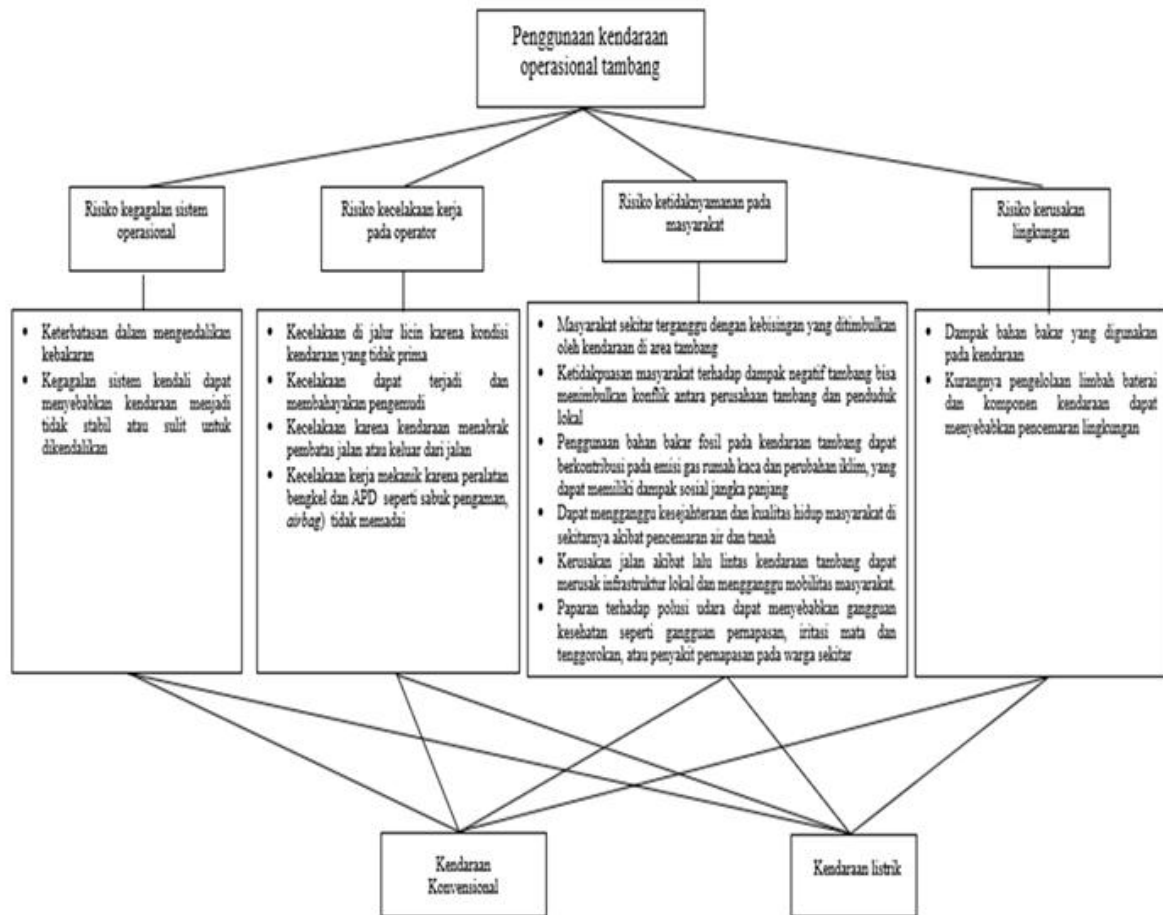 Penggunaan kendaraan
operasional tambang
Risiko kegagalan sistem
operasional
Risiko kecelakaan kerja
pada operator
Risiko ketidaknyamanan pada
masyarakat
Risiko kerusakan
lingkungan
• Keterbatasan dalam mengendalikan
kebakaran
• Kegagalan sistem kendali dapat
menyebabkan kendaraan menjadi
tidak stabil atau sulit untuk
dikendalikan
• Kecelakaan di jalur licin karena kondisi
kendaraan yang tidak prima
• Kecelakaan dapat terjadi dan
membahayakan pengemudi
• Kecelakaan karena kendaraan menabrak
pembatas jalan atau keluar dari jalan
• Kecelakaan kerja mekanik karena peralatan
bengkel dan APD seperti sabuk pengaman,
airbag) tidak memadai
• Masyarakat sekitar terganggu dengan kebisingan yang ditimbulkan
oleh kendaraan di area tambang
• Ketidakpuasan masyarakat terhadap dampak negatif tambang bisa
menimbulkan konflik antara perusahaan tambang dan penduduk
lokal
• Penggunaan bahan bakar fosil pada kendaraan tambang dapat
berkontribusi pada emisi gas rumah kaca dan perubahan iklim, yang
dapat memiliki dampak sosial jangka panjang
• Dapat mengganggu kesejahteraan dan kualitas hidup masyarakat di
sekitarnya akibat pencemaran air dan tanah
• Kerusakan jalan akibat lalu lintas kendaraan tambang dapat
merusak infrastruktur lokal dan mengganggu mobilitas masyarakat.
• Paparan terhadap polusi udara dapat menyebabkan gangguan
kesehatan seperti gangguan pernapasan, iritasi mata dan
tenggorokan, atau penyakit pernapasan pada warga sekitar
• Dampak bahan bakar yang digunakan
pada kendaraan
• Kurangnya pengelolaan limbah baterai
dan komponen kendaraan dapat
menyebabkan pencemaran lingkungan
Kendaraan
Konvensional
Kendaraan listrik